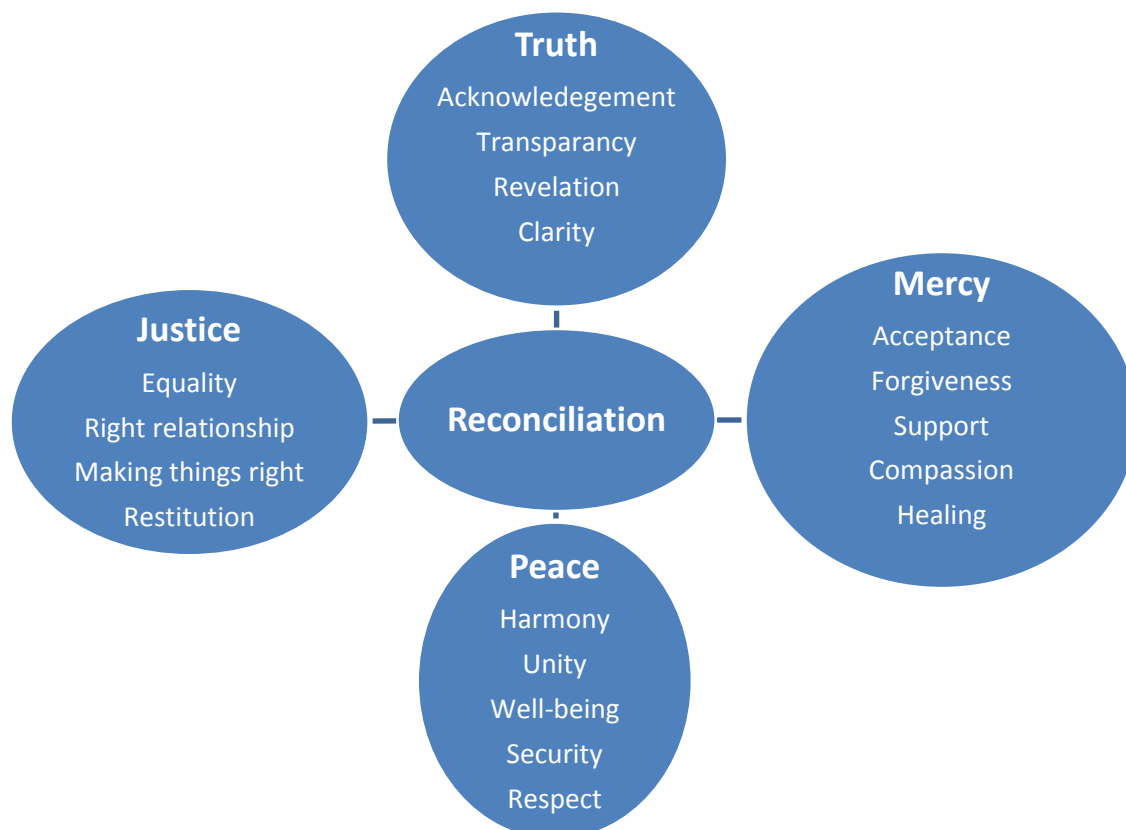 Truth
Acknowledegement
Transparancy
Revelation
Clarity
Justice
Equality
Right relationship
Making things right
Restitution
Reconciliation
Mercy
Acceptance
Forgiveness
Support
Compassion
Healing
Peace
Harmony
Unity
Well-being
Security
Respect